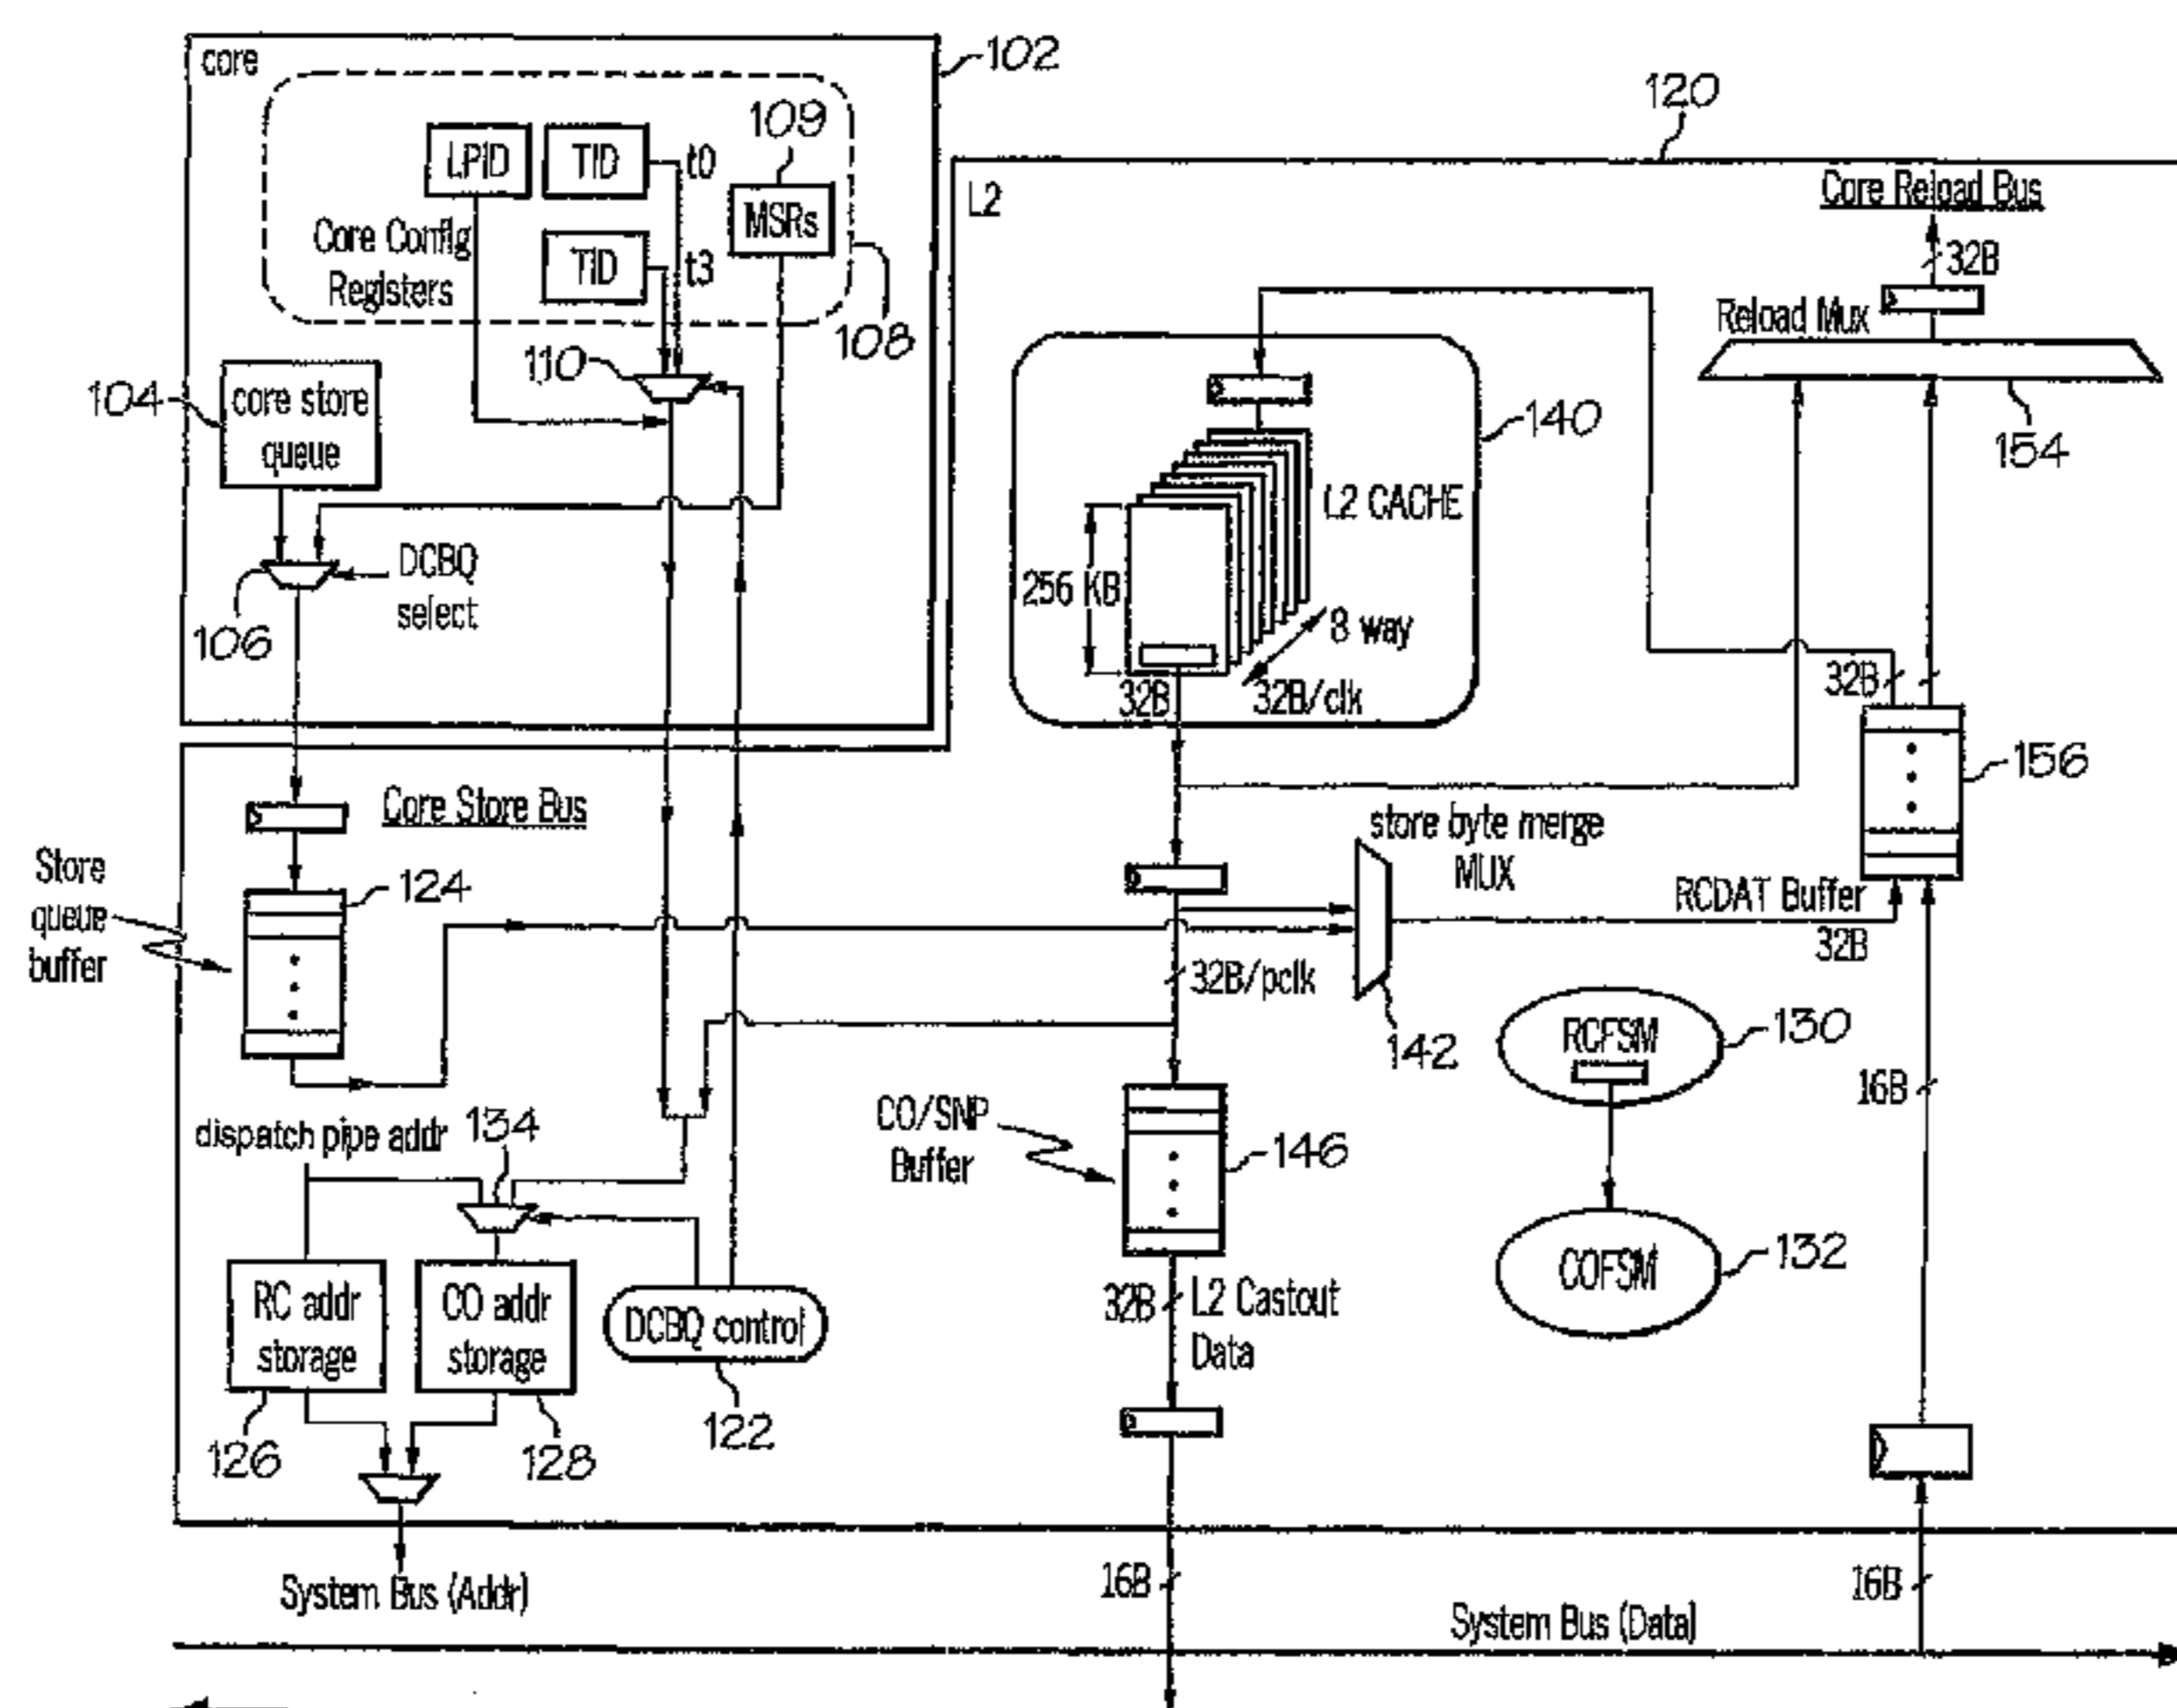 core
102
109
120
LPID
TID
t0
MSRs
L2
Core Reload Bus
Core Config
Registers
TID
t3
32B
108
Reload Mux
110
104
core store
queue
140
154
L2 CACHE
DCBQ
select
106
256 KB
8 way
32B
32B/clk
32B
156
Core Store Bus
store byte merge
MUX
Store
queue
buffer
124
RCDAT Buffer
32B
32B/pclk
142
RCFSM
130
16B
dispatch pipe addr
134
CO/SNP
Buffer
146
COFSM
132
RC addr
storage
CO addr
storage
DCBQ control
32B
L2 Castout
Data
126
128
122
System Bus (Addr)
16B
16B
System Bus (Data)